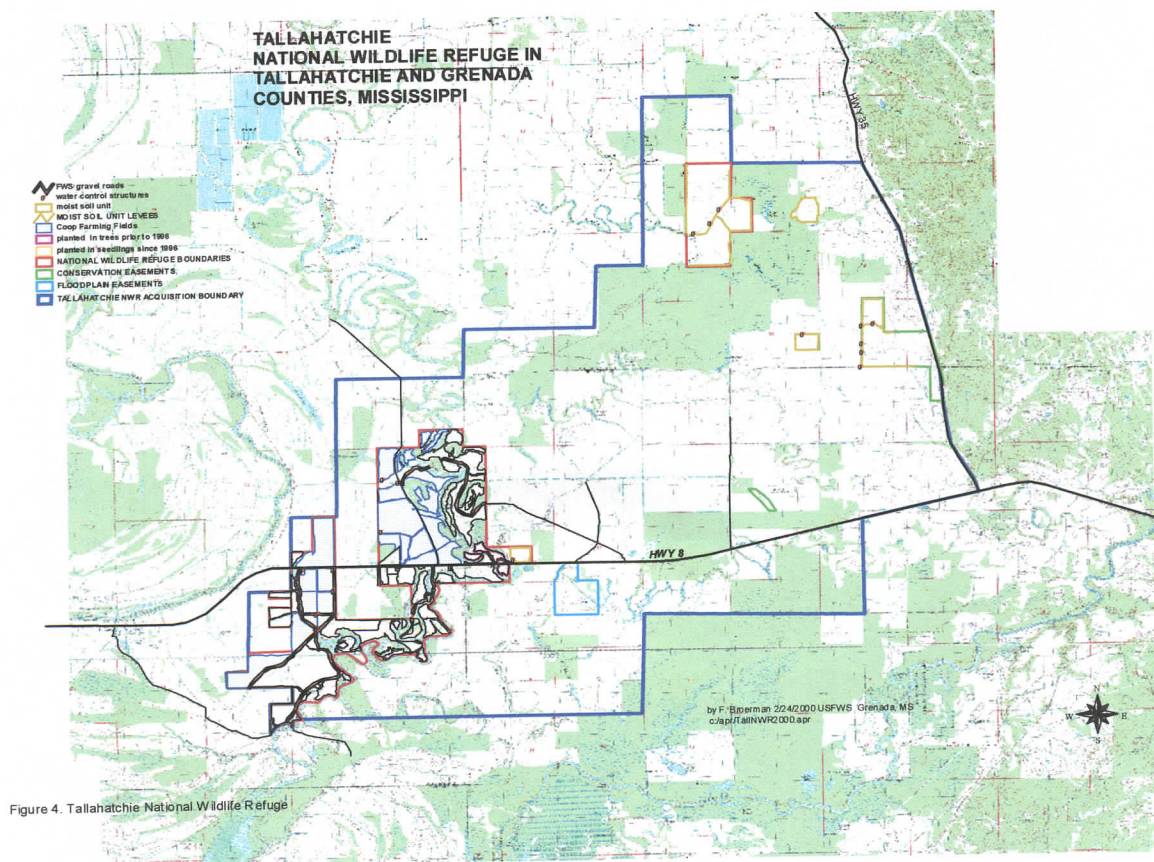 TALLAHATCHIE
NATIONAL WILDLIFE REFUGE IN
TALLAHATCHIE AND GRENADA
COUNTIES, MISSISSIPPI
HWY 35
FWS gravel roads
water control structures
moist soil unit
MOIST SOIL UNIT LEVEES
Coop Farming Fields
planted in trees prior to 1996
planted in seedlings since 1996
NATIONAL WILDLIFE REFUGE BOUNDARIES
CONSERVATION EASEMENTS
FLOODPLAIN EASEMENTS
TALLAHATCHIE NWR ACQUISITION BOUNDARY
HWY 8
by F. Broerman 2/24/2000 USFWS Grenada, MS
c:/apr/TallNWR2000.apr
N
W E
S
Figure 4. Tallahatchie National Wildlife Refuge